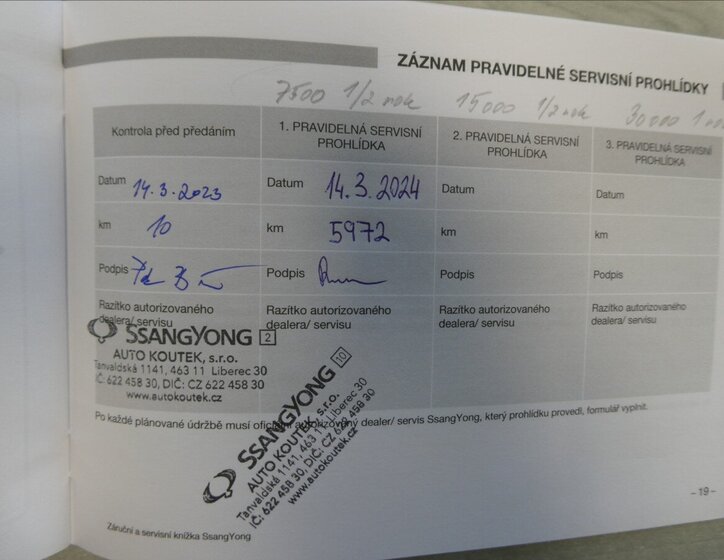 ZÁZNAM PRAVIDELNÉ SERVISNÍ PROHLÍDKY
7500 1/2 rok 15000 1/2 rok 30000 1 rok
Kontrola před předáním
1. PRAVIDELNÁ SERVISNÍ
PROHLÍDKA
2. PRAVIDELNÁ SERVISNÍ
PROHLÍDKA
3. PRAVIDELNÁ SERVISNÍ
PROHLÍDKA
Datum 14.3.2023 Datum 14.3.2024 Datum Datum
km 10 km 5972 km km
Podpis Podpis Podpis Podpis
Razítko autorizovaného
dealera/ servisu
Razítko autorizovaného
dealera/ servisu
Razítko autorizovaného
dealera/ servisu
Razítko autorizovaného
dealera/ servisu
SSANGYONG 2
AUTO KOUTEK, s.r.o.
Tanvaldská 1141, 463 11 Liberec 30
IČ: 622 458 30, DIČ: CZ 622 458 30
www.autokoutek.cz
SSANGYONG 10
AUTO KOUTEK, s.r.o.
Tanvaldská 1141, 463 11 Liberec 30
IČ: 622 458 30, DIČ: CZ 622 458 30
www.autokoutek.cz
Po každé plánované údržbě musí oficiální autorizovaný dealer/ servis SsangYong, který prohlídku provedl, formulář vyplnit.
Záruční a servisní knížka SsangYong
– 19 –